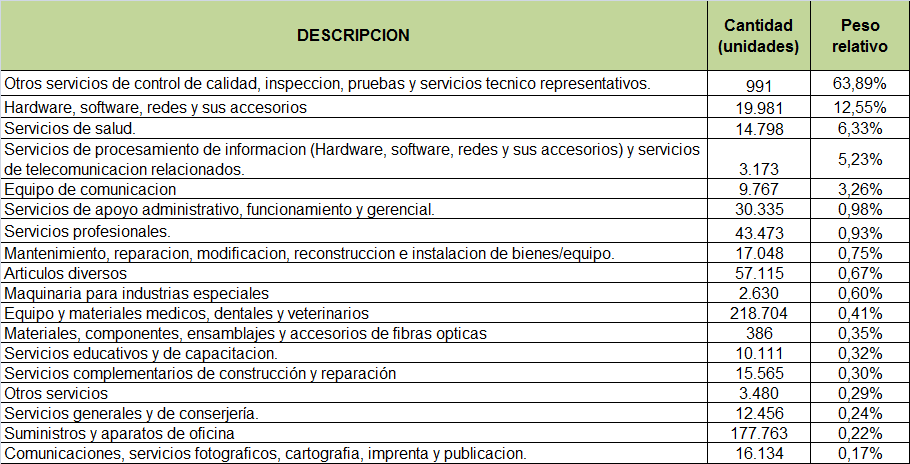 DESCRIPCION Cantidad (unidades) Peso relativo
Otros servicios de control de calidad, inspeccion, pruebas y servicios tecnico representativos. 991 63,89%
Hardware, software, redes y sus accesorios 19.981 12,55%
Servicios de salud. 14.798 6,33%
Servicios de procesamiento de informacion (Hardware, software, redes y sus accesorios) y servicios
de telecomunicacion relacionados. 3.173 5,23%
Equipo de comunicacion 9.767 3,26%
Servicios de apoyo administrativo, funcionamiento y gerencial. 30.335 0,98%
Servicios profesionales. 43.473 0,93%
Mantenimiento, reparacion, modificacion, reconstruccion e instalacion de bienes/equipo. 17.048 0,75%
Articulos diversos 57.115 0,67%
Maquinaria para industrias especiales 2.630 0,60%
Equipo y materiales medicos, dentales y veterinarios 218.704 0,41%
Materiales, componentes, ensamblajes y accesorios de fibras opticas 386 0,35%
Servicios educativos y de capacitacion. 10.111 0,32%
Servicios complementarios de construcción y reparación 15.565 0,30%
Otros servicios 3.480 0,29%
Servicios generales y de conserjería. 12.456 0,24%
Suministros y aparatos de oficina 177.763 0,22%
Comunicaciones, servicios fotograficos, cartografia, imprenta y publicacion. 16.134 0,17%